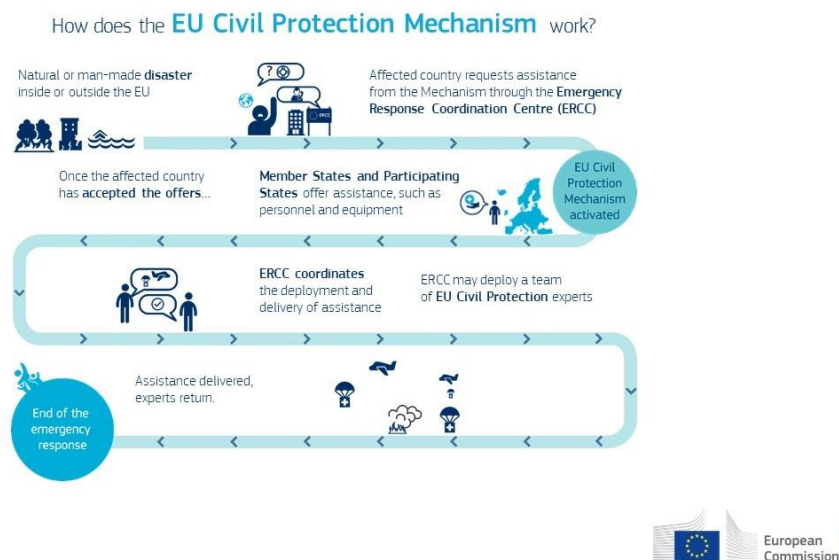 How does the EU Civil Protection Mechanism work?
Natural or man-made disaster
inside or outside the EU
?
ERCC
Affected country requests assistance
from the Mechanism through the Emergency
Response Coordination Centre (ERCC)
EU Civil
Protection
Mechanism
activated
Member States and Participating
States offer assistance, such as
personnel and equipment
Once the affected country
has accepted the offers...
ERCC coordinates
the deployment and
delivery of assistance
ERCC may deploy a team
of EU Civil Protection experts
Assistance delivered,
experts return.
End of the
emergency
response
European
Commission